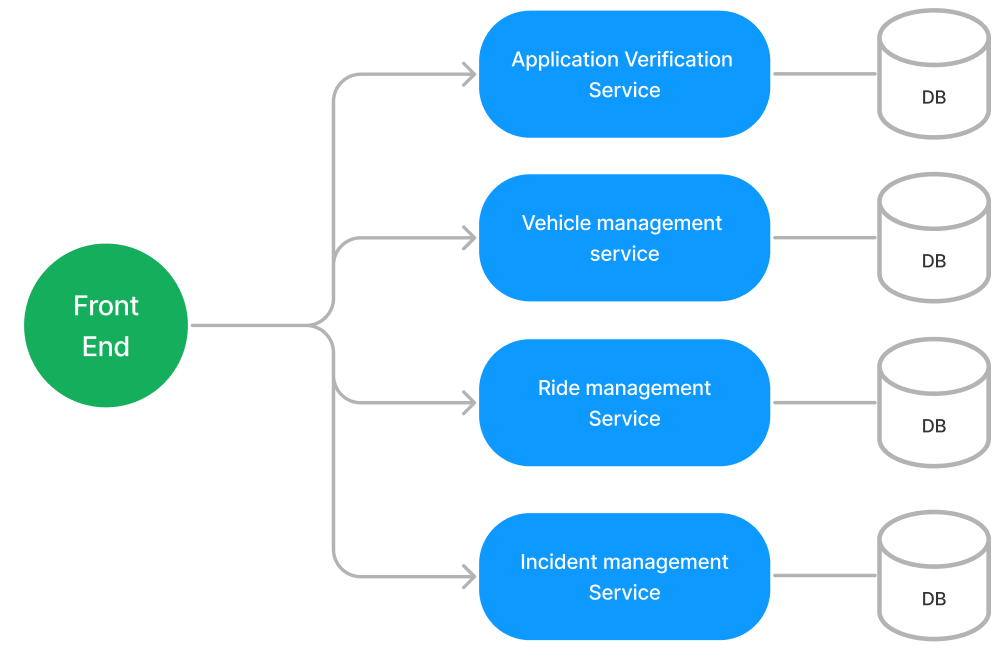 Application Verification
Service
DB
Vehicle management
service
DB
Front
End
Ride management
Service
DB
Incident management
Service
DB